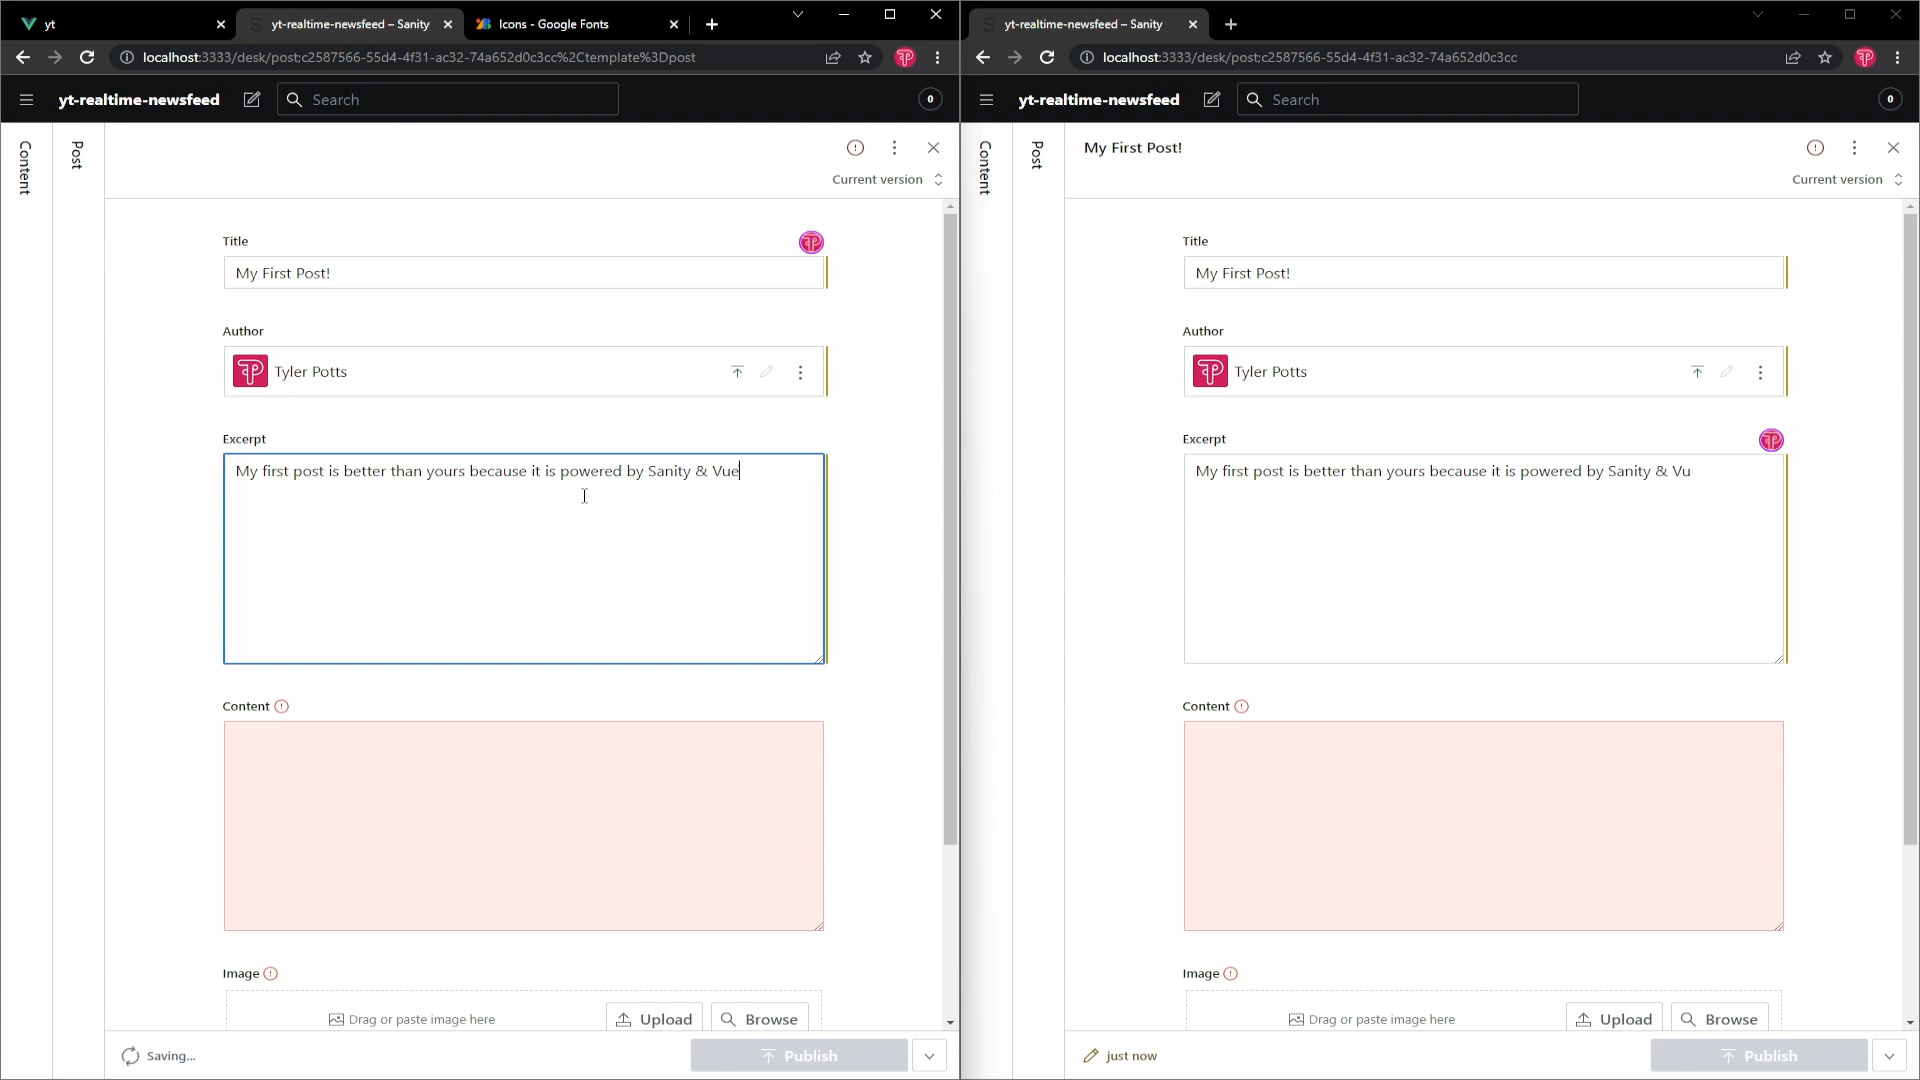 yt
yt-realtime-newsfeed – Sanity
Icons - Google Fonts
localhost:3333/desk/post;c2587566-55d4-4f31-ac32-74a652d0c3cc%2Ctemplate%3Dpost
yt-realtime-newsfeed
Search
0
Content
Post
Current version
Title
My First Post!
Author
Tyler Potts
Excerpt
My first post is better than yours because it is powered by Sanity & Vue
Content
Image
Drag or paste image here
Upload
Browse
Saving...
Publish
yt-realtime-newsfeed – Sanity
localhost:3333/desk/post;c2587566-55d4-4f31-ac32-74a652d0c3cc
yt-realtime-newsfeed
Search
0
Content
Post
My First Post!
Current version
Title
My First Post!
Author
Tyler Potts
Excerpt
My first post is better than yours because it is powered by Sanity & Vu
Content
Image
Drag or paste image here
Upload
Browse
just now
Publish